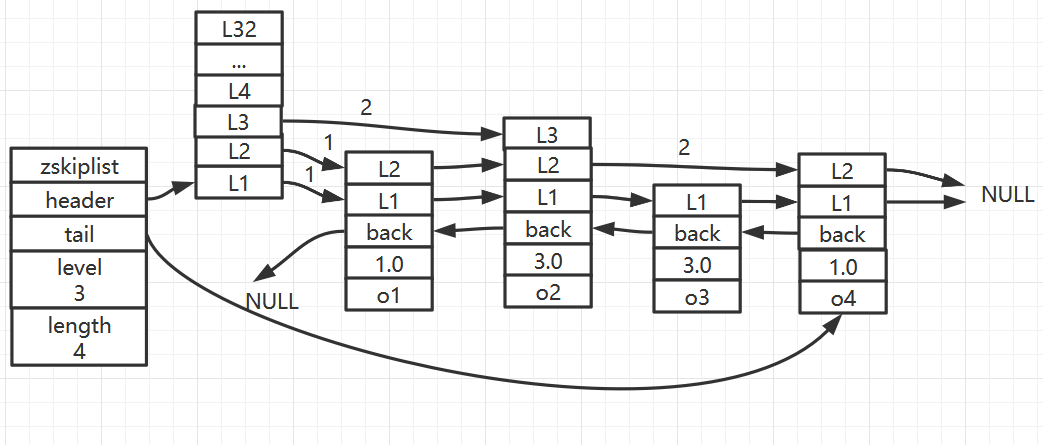 zskiplist
header
tail
level
3
length
4
L32
...
L4
L3
L2
L1
2
1
1
L2
L1
back
1.0
o1
NULL
L3
L2
L1
back
3.0
o2
2
L1
back
3.0
o3
L2
L1
back
1.0
o4
NULL